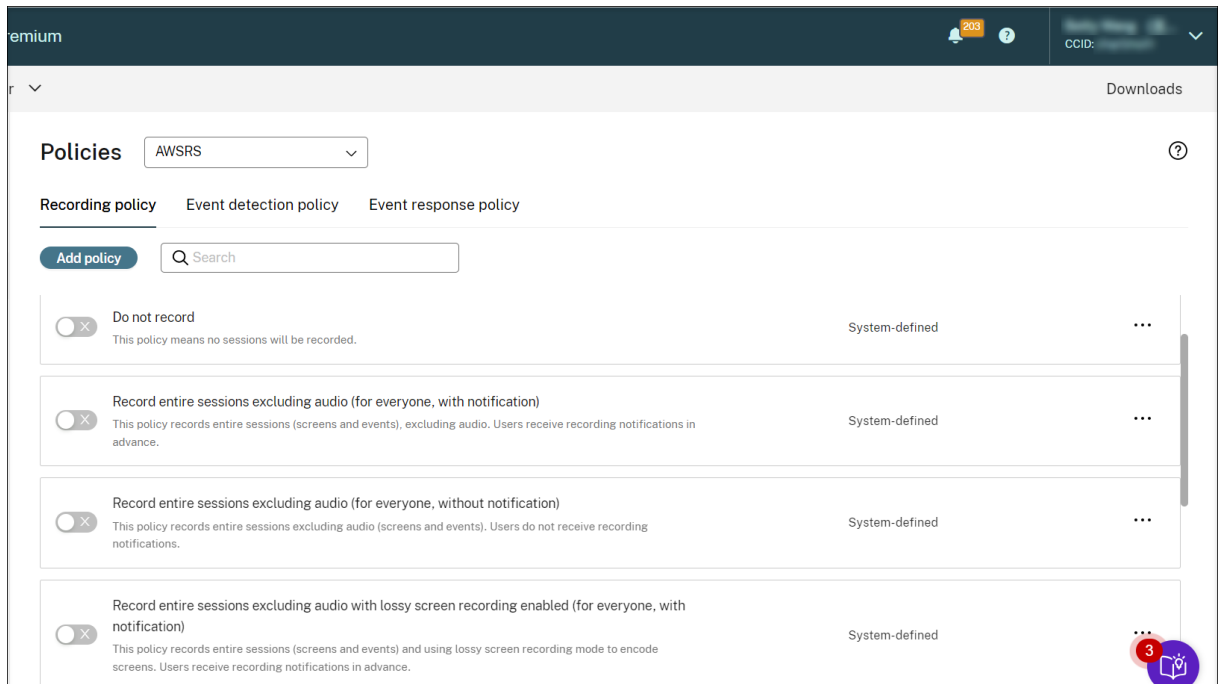 emium
203
?
CCID:
r
Downloads
Policies
AWSRS
?
Recording policy
Event detection policy
Event response policy
Add policy
Search
Do not record
This policy means no sessions will be recorded.
System-defined
...
Record entire sessions excluding audio (for everyone, with notification)
This policy records entire sessions (screens and events), excluding audio. Users receive recording notifications in
advance.
System-defined
...
Record entire sessions excluding audio (for everyone, without notification)
This policy records entire sessions excluding audio (screens and events). Users do not receive recording
notifications.
System-defined
...
Record entire sessions excluding audio with lossy screen recording enabled (for everyone, with
notification)
This policy records entire sessions (screens and events) and using lossy screen recording mode to encode
screens. Users receive recording notifications in advance.
System-defined
...
3